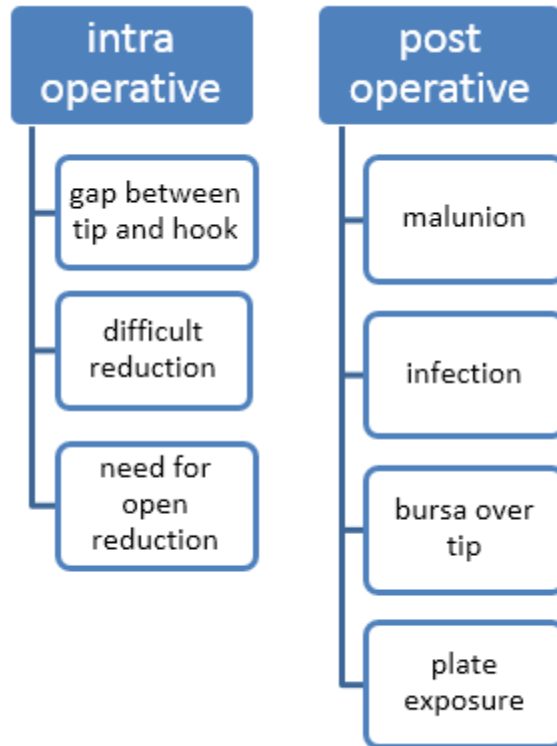 intra
operative
gap between
tip and hook
difficult
reduction
need for
open
reduction
post
operative
malunion
infection
bursa over
tip
plate
exposure